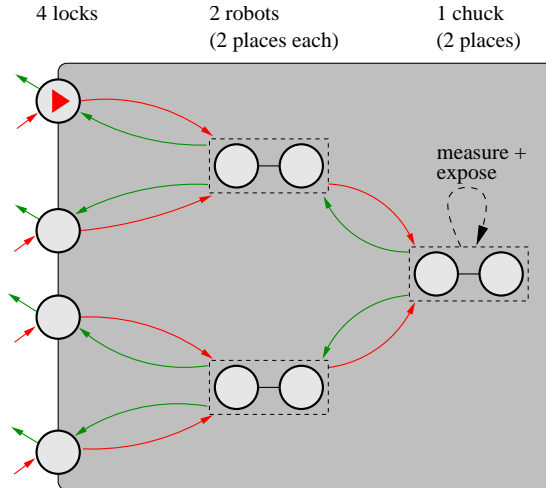 4 locks
2 robots
(2 places each)
1 chuck
(2 places)
measure +
expose